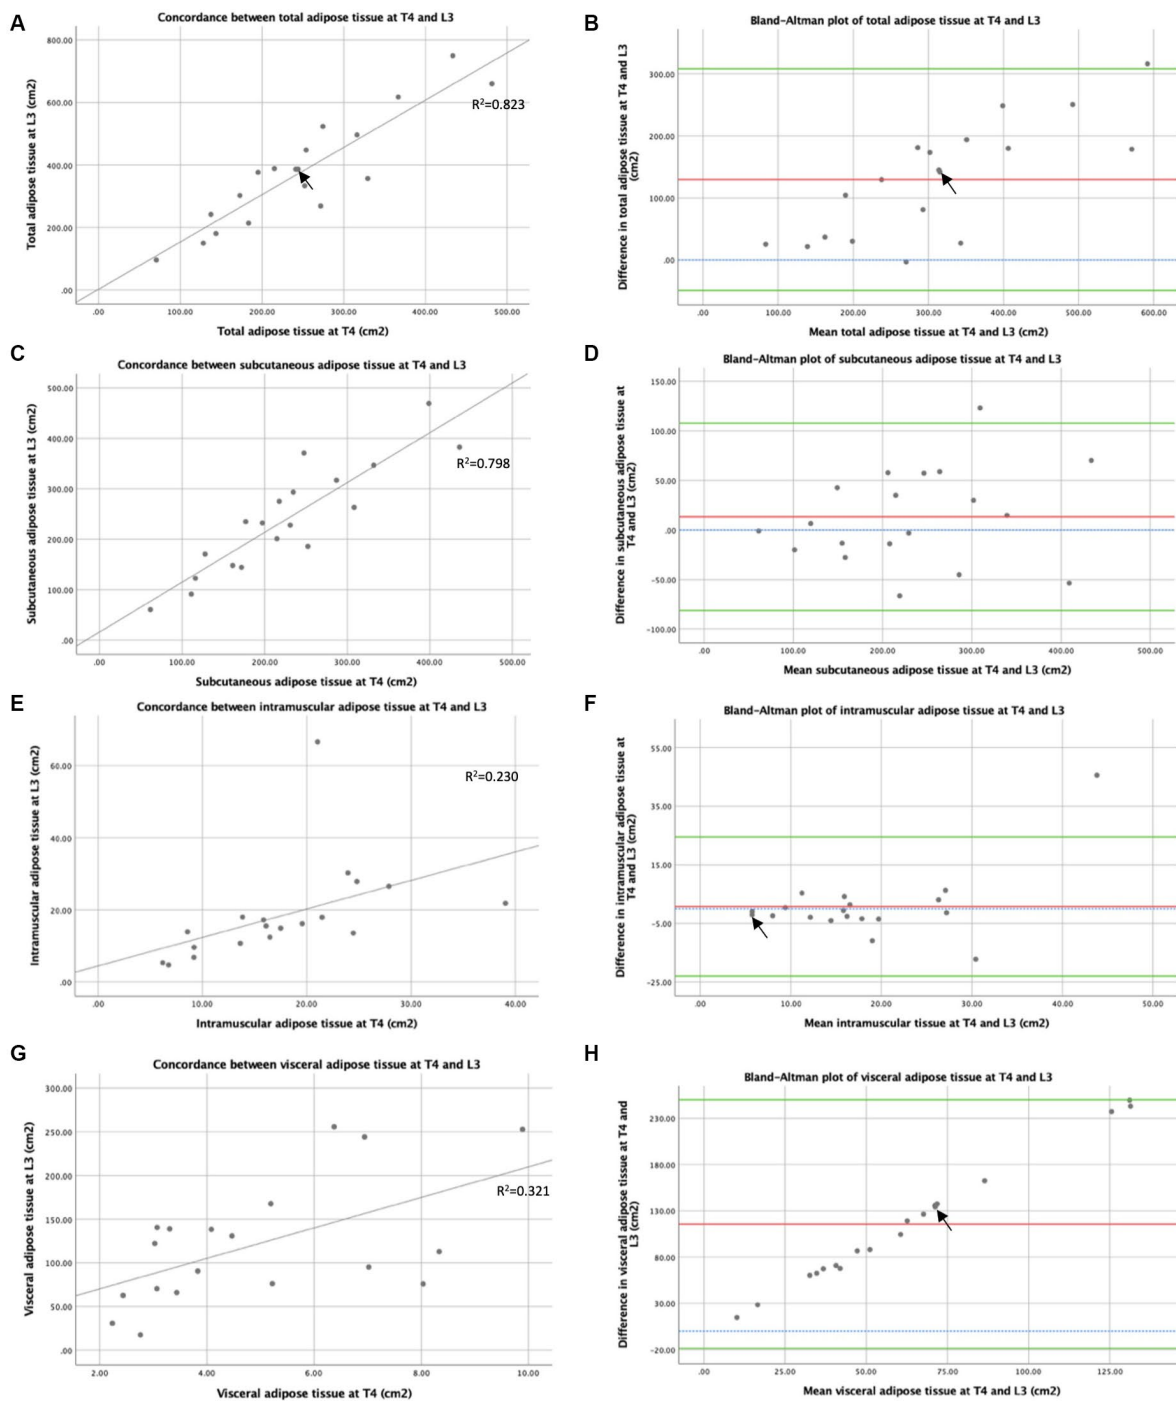 A
Concordance between total adipose tissue at T4 and L3
Total adipose tissue at L3 (cm2)
800.00
600.00
400.00
200.00
.00
R²=0.823
.00 100.00 200.00 300.00 400.00 500.00
Total adipose tissue at T4 (cm2)
B
Bland-Altman plot of total adipose tissue at T4 and L3
Difference in total adipose tissue at T4 and L3
(cm2)
300.00
200.00
100.00
.00
.00 100.00 200.00 300.00 400.00 500.00 600.00
Mean total adipose tissue at T4 and L3 (cm2)
C
Concordance between subcutaneous adipose tissue at T4 and L3
Subcutaneous adipose tissue at L3 (cm2)
500.00
400.00
300.00
200.00
100.00
.00
R²=0.798
.00 100.00 200.00 300.00 400.00 500.00
Subcutaneous adipose tissue at T4 (cm2)
D
Bland-Altman plot of subcutaneous adipose tissue at T4 and L3
Difference in subcutaneous adipose tissue at
T4 and L3 (cm2)
150.00
100.00
50.00
.00
-50.00
-100.00
.00 100.00 200.00 300.00 400.00 500.00
Mean subcutaneous adipose tissue at T4 and L3 (cm2)
E
Concordance between intramuscular adipose tissue at T4 and L3
Intramuscular adipose tissue at L3 (cm2)
60.00
40.00
20.00
.00
R²=0.230
.00 10.00 20.00 30.00 40.00
Intramuscular adipose tissue at T4 (cm2)
F
Bland-Altman plot of intramuscular adipose tissue at T4 and L3
Difference in intramuscular adipose tissue at
T4 and L3 (cm2)
55.00
35.00
15.00
-5.00
-25.00
.00 10.00 20.00 30.00 40.00 50.00
Mean intramuscular tissue at T4 and L3 (cm2)
G
Concordance between visceral adipose tissue at T4 and L3
Visceral adipose tissue at L3 (cm2)
300.00
250.00
200.00
150.00
100.00
50.00
.00
R²=0.321
2.00 4.00 6.00 8.00 10.00
Visceral adipose tissue at T4 (cm2)
H
Bland-Altman plot of visceral adipose tissue at T4 and L3
Difference in visceral adipose tissue at T4 and
L3 (cm2)
230.00
180.00
130.00
80.00
30.00
-20.00
.00 25.00 50.00 75.00 100.00 125.00
Mean visceral adipose tissue at T4 and L3 (cm2)